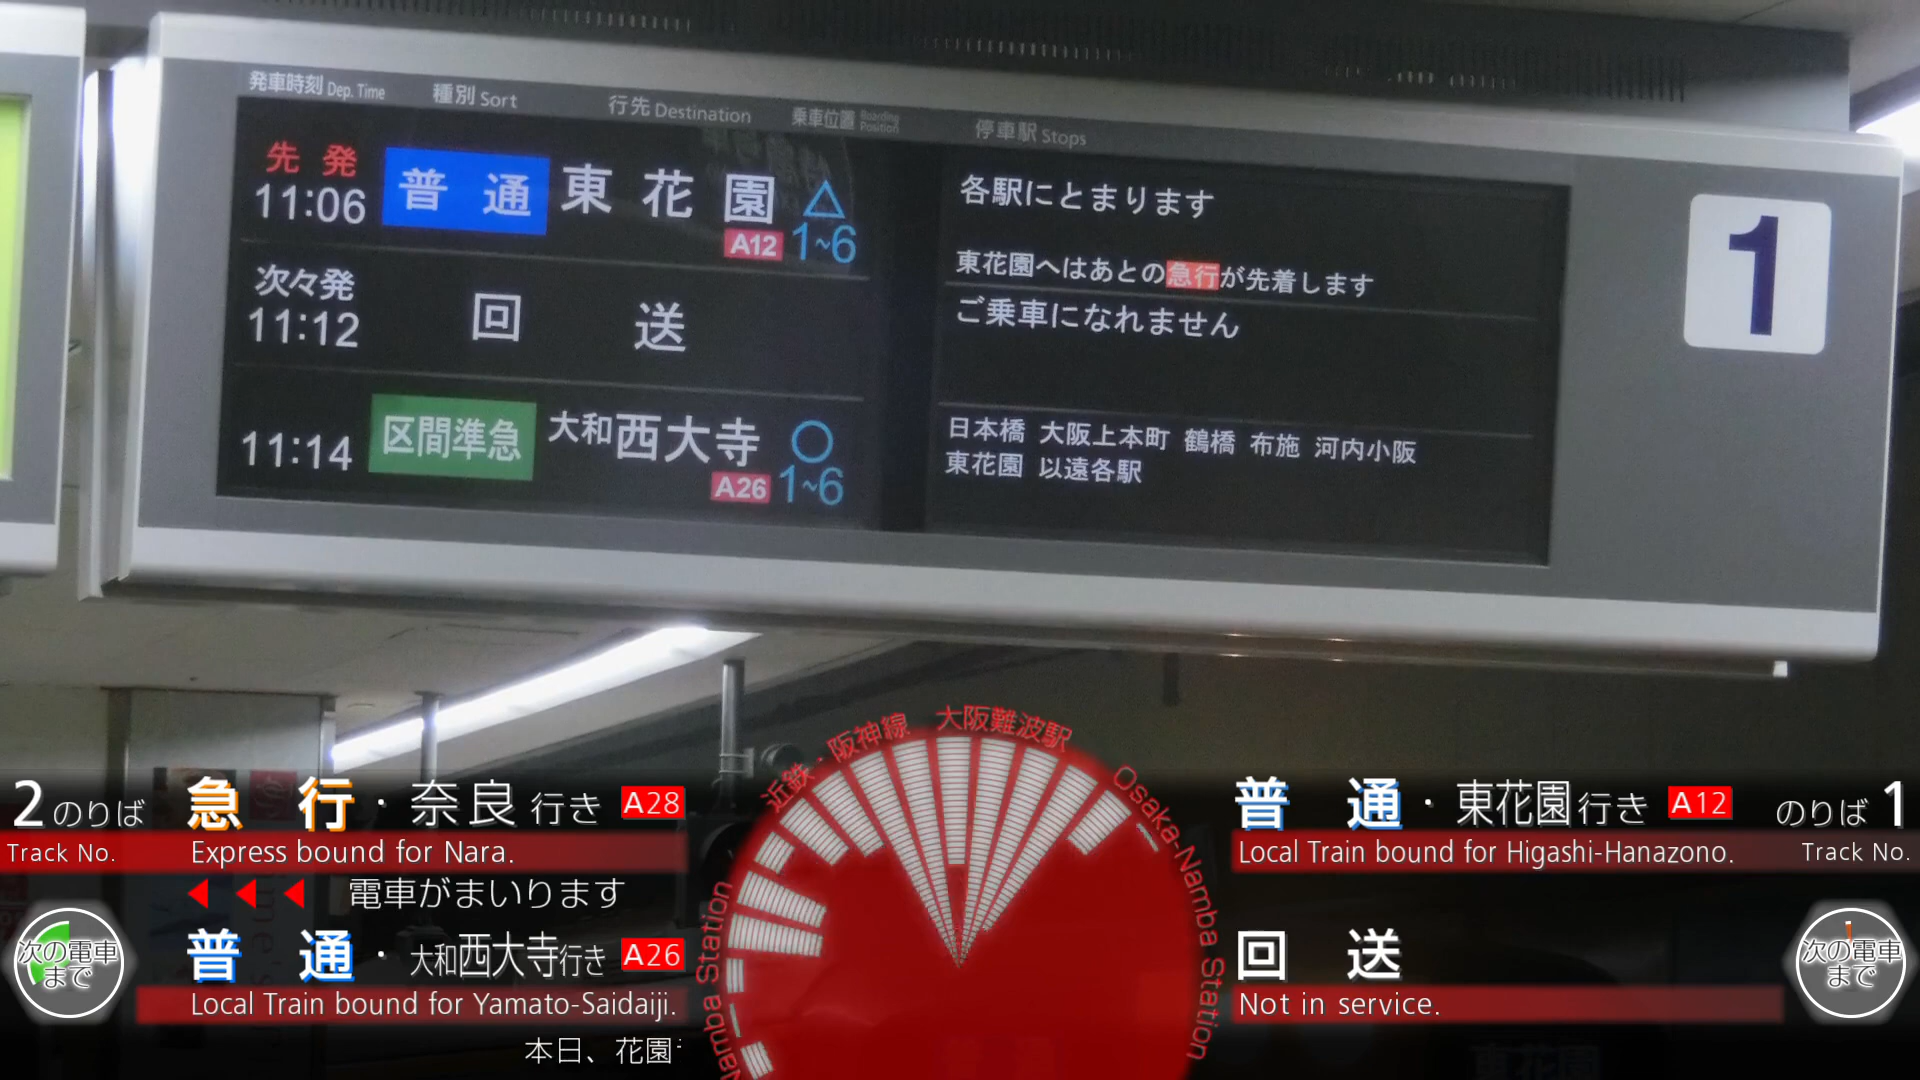 発車時刻 Dep. Time 種別 Sort 行先 Destination 乗車位置 Boarding Position 停車駅 Stops
先発
11:06 普通 東花園 A12 △ 1~6 各駅にとまります
東花園へはあとの急行が先着します
次々発
11:12 回送 ご乗車になれません
11:14 区間準急 大和西大寺 A26 ○ 1~6 日本橋 大阪上本町 鶴橋 布施 河内小阪
東花園 以遠各駅
1
近鉄・阪神線 大阪難波駅 Osaka-Namba Station
Namba Station
2 のりば 急行・奈良行き A28
Track No. Express bound for Nara.
電車がまいります
次の電車まで
普通・大和西大寺行き A26
Local Train bound for Yamato-Saidaiji.
本日、花園
普通・東花園行き A12 のりば 1
Local Train bound for Higashi-Hanazono. Track No.
回送
Not in service.
次の電車まで